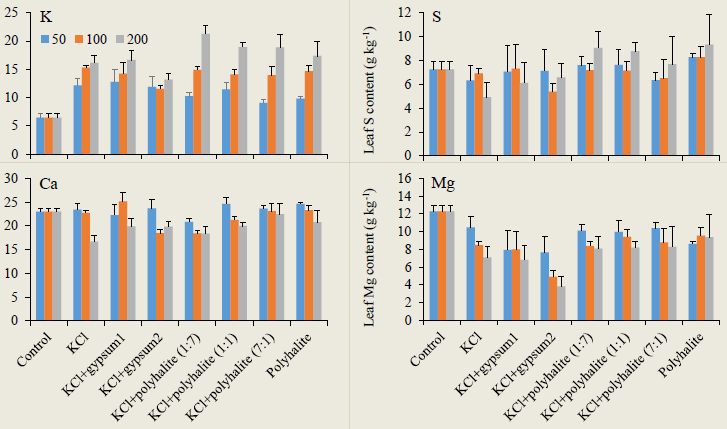 K
50 100 200
25
20
15
10
5
0
S
Leaf S content (g kg-1)
12
10
8
6
4
2
0
Ca
30
25
20
15
10
5
0
Control
KCl
KCl+gypsum1
KCl+gypsum2
KCl+polyhalite (1:7)
KCl+polyhalite (1:1)
KCl+polyhalite (7:1)
Polyhalite
Mg
Leaf Mg content (g kg-1)
16
14
12
10
8
6
4
2
0
Control
KCl
KCl+gypsum1
KCl+gypsum2
KCl+polyhalite (1:7)
KCl+polyhalite (1:1)
KCl+polyhalite (7:1)
Polyhalite